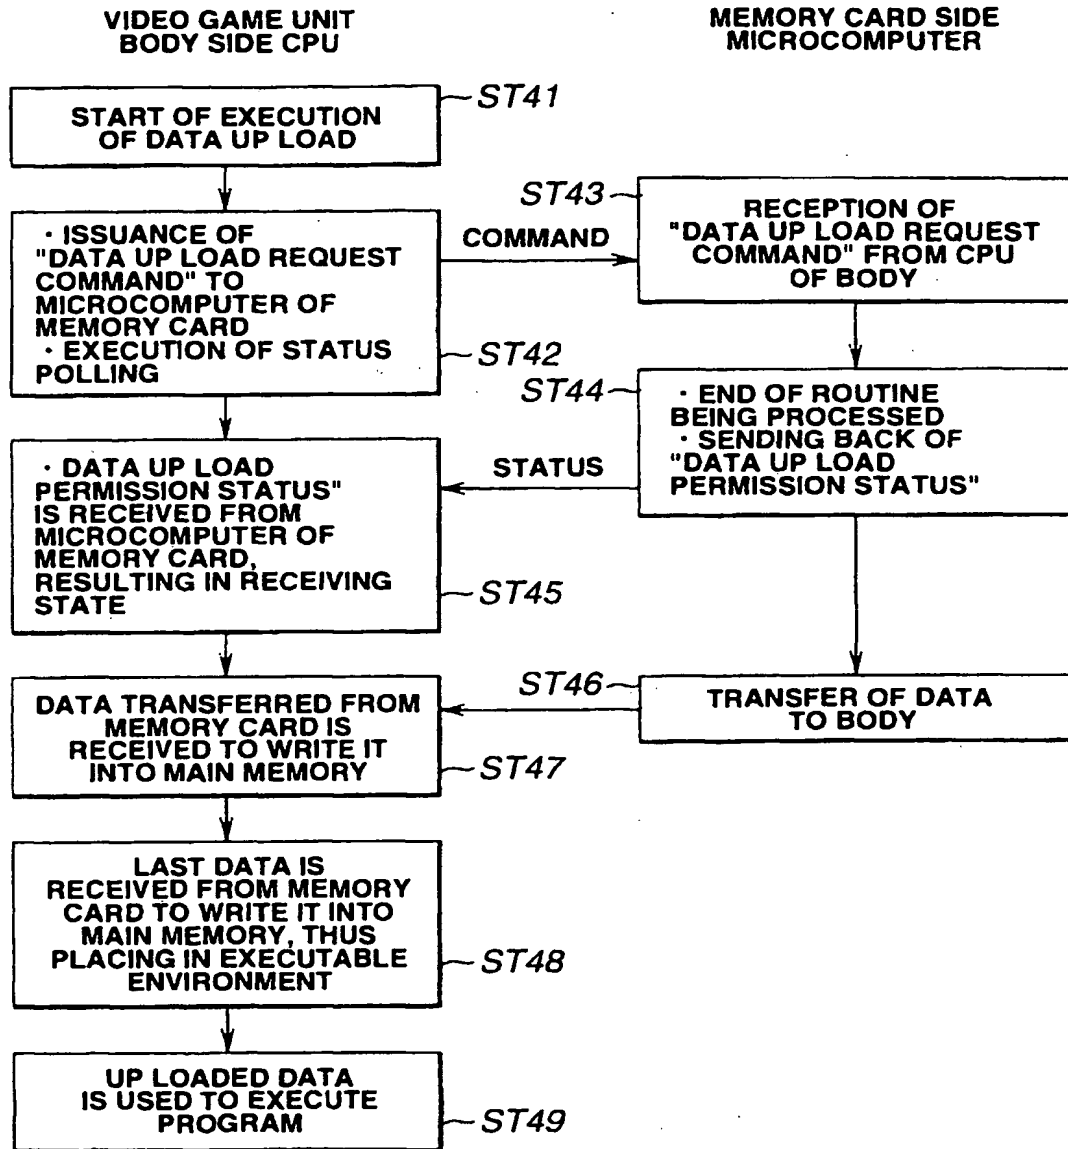 VIDEO GAME UNIT
BODY SIDE CPU
MEMORY CARD SIDE
MICROCOMPUTER
START OF EXECUTION
OF DATA UP LOAD
ST41
· ISSUANCE OF
"DATA UP LOAD REQUEST
COMMAND" TO
MICROCOMPUTER OF
MEMORY CARD
· EXECUTION OF STATUS
POLLING
ST42
COMMAND
ST43
RECEPTION OF
"DATA UP LOAD REQUEST
COMMAND" FROM CPU
OF BODY
ST44
· END OF ROUTINE
BEING PROCESSED
· SENDING BACK OF
"DATA UP LOAD
PERMISSION STATUS"
STATUS
· DATA UP LOAD
PERMISSION STATUS"
IS RECEIVED FROM
MICROCOMPUTER OF
MEMORY CARD,
RESULTING IN RECEIVING
STATE
ST45
ST46
TRANSFER OF DATA
TO BODY
DATA TRANSFERRED FROM
MEMORY CARD IS
RECEIVED TO WRITE IT
INTO MAIN MEMORY
ST47
LAST DATA IS
RECEIVED FROM MEMORY
CARD TO WRITE IT INTO
MAIN MEMORY, THUS
PLACING IN EXECUTABLE
ENVIRONMENT
ST48
UP LOADED DATA
IS USED TO EXECUTE
PROGRAM
ST49